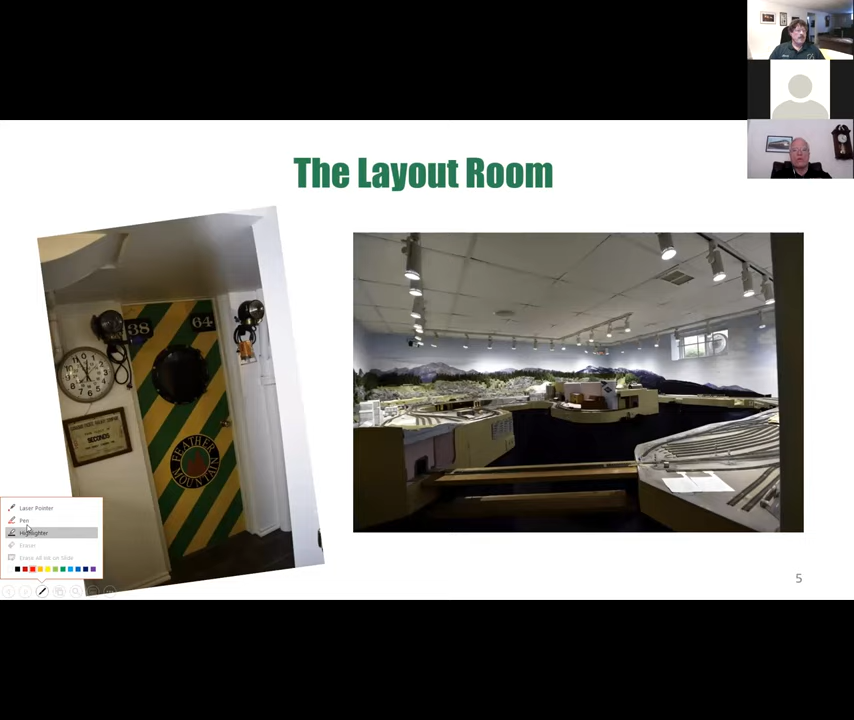 The Layout Room
38
64
SECONDS
FEATHER
MOUNTAIN
Laser Pointer
Pen
Highlighter
Eraser
Erase All Ink on Slide
5